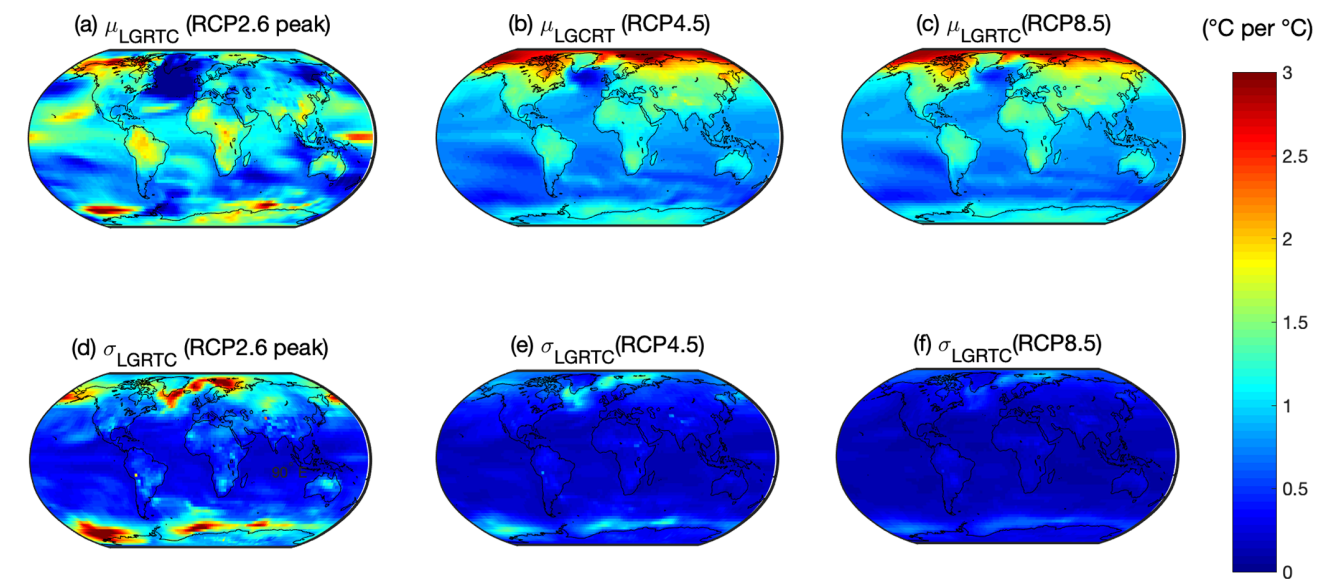 (a) μLGRTC (RCP2.6 peak)
(b) μLGCRT (RCP4.5)
(c) μLGRTC(RCP8.5)
(°C per °C)
3
2.5
2
1.5
1
0.5
0
(d) σLGRTC (RCP2.6 peak)
(e) σLGRTC(RCP4.5)
(f) σLGRTC(RCP8.5)
90° E